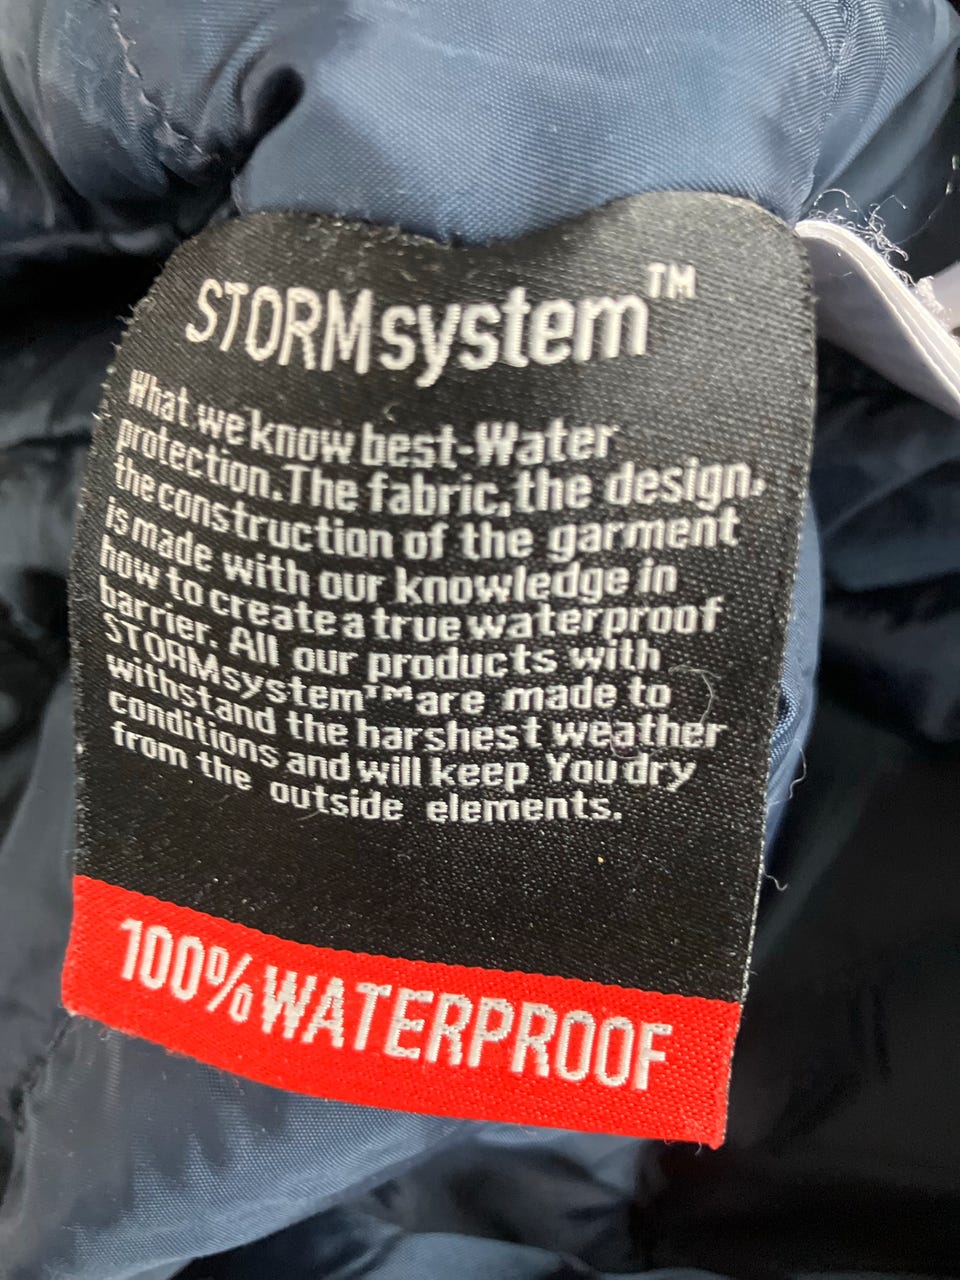 STORMsystem™
What we know best-Water
protection. The fabric, the design,
the construction of the garment
is made with our knowledge in
how to create a true waterproof
barrier. All our products with
STORMsystem™ are made to
withstand the harshest weather
conditions and will keep You dry
from the outside elements.
100% WATERPROOF